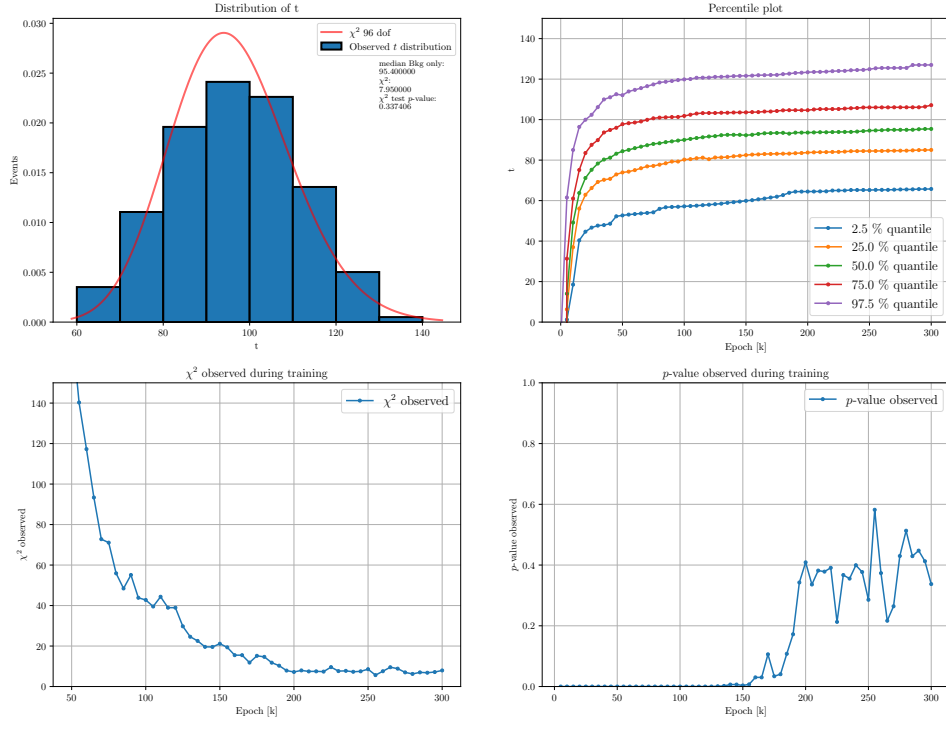 Distribution of t
χ² 96 dof
Observed t distribution
median Bkg only:
95.400000
χ²:
7.950000
χ² test p-value:
0.337406
0.030
0.025
0.020
0.015
0.010
0.005
0.000
Events
60
80
100
120
140
t
Percentile plot
140
120
100
80
60
40
20
0
t
2.5 % quantile
25.0 % quantile
50.0 % quantile
75.0 % quantile
97.5 % quantile
0
50
100
150
200
250
300
Epoch [k]
χ² observed during training
χ² observed
140
120
100
80
60
40
20
0
χ² observed
50
100
150
200
250
300
Epoch [k]
p-value observed during training
p-value observed
1.0
0.8
0.6
0.4
0.2
0.0
p-value observed
0
50
100
150
200
250
300
Epoch [k]